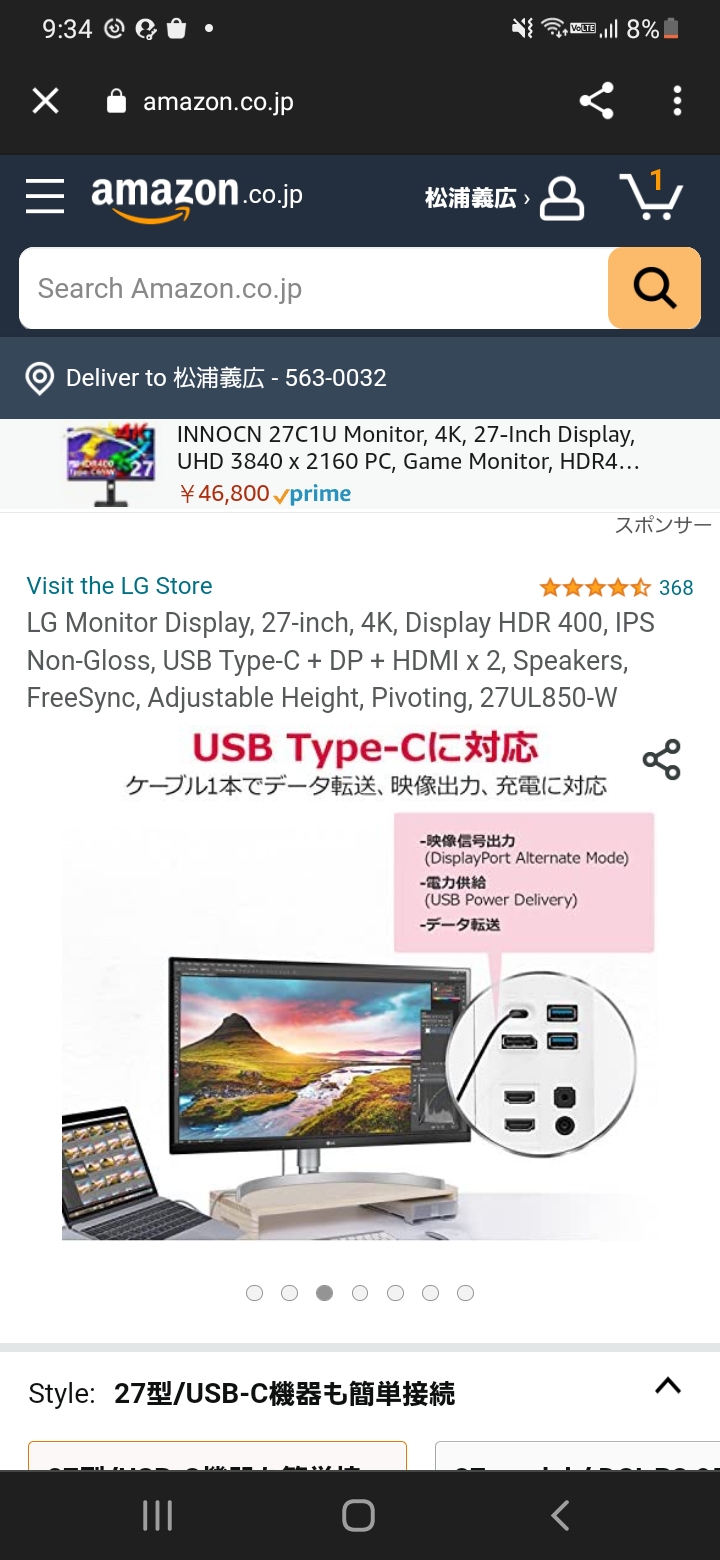 9:34 VoLTE 8%
amazon.co.jp
amazon.co.jp 松浦義広 › 1
Search Amazon.co.jp
Deliver to 松浦義広 - 563-0032
4K
HDR400
27
INNOCN 27C1U Monitor, 4K, 27-Inch Display,
UHD 3840 x 2160 PC, Game Monitor, HDR4...
￥46,800 prime
スポンサー
Visit the LG Store 368
LG Monitor Display, 27-inch, 4K, Display HDR 400, IPS
Non-Gloss, USB Type-C + DP + HDMI x 2, Speakers,
FreeSync, Adjustable Height, Pivoting, 27UL850-W
USB Type-Cに対応
ケーブル1本でデータ転送、映像出力、充電に対応
-映像信号出力
(DisplayPort Alternate Mode)
-電力供給
(USB Power Delivery)
-データ転送
LG
Style: 27型/USB-C機器も簡単接続